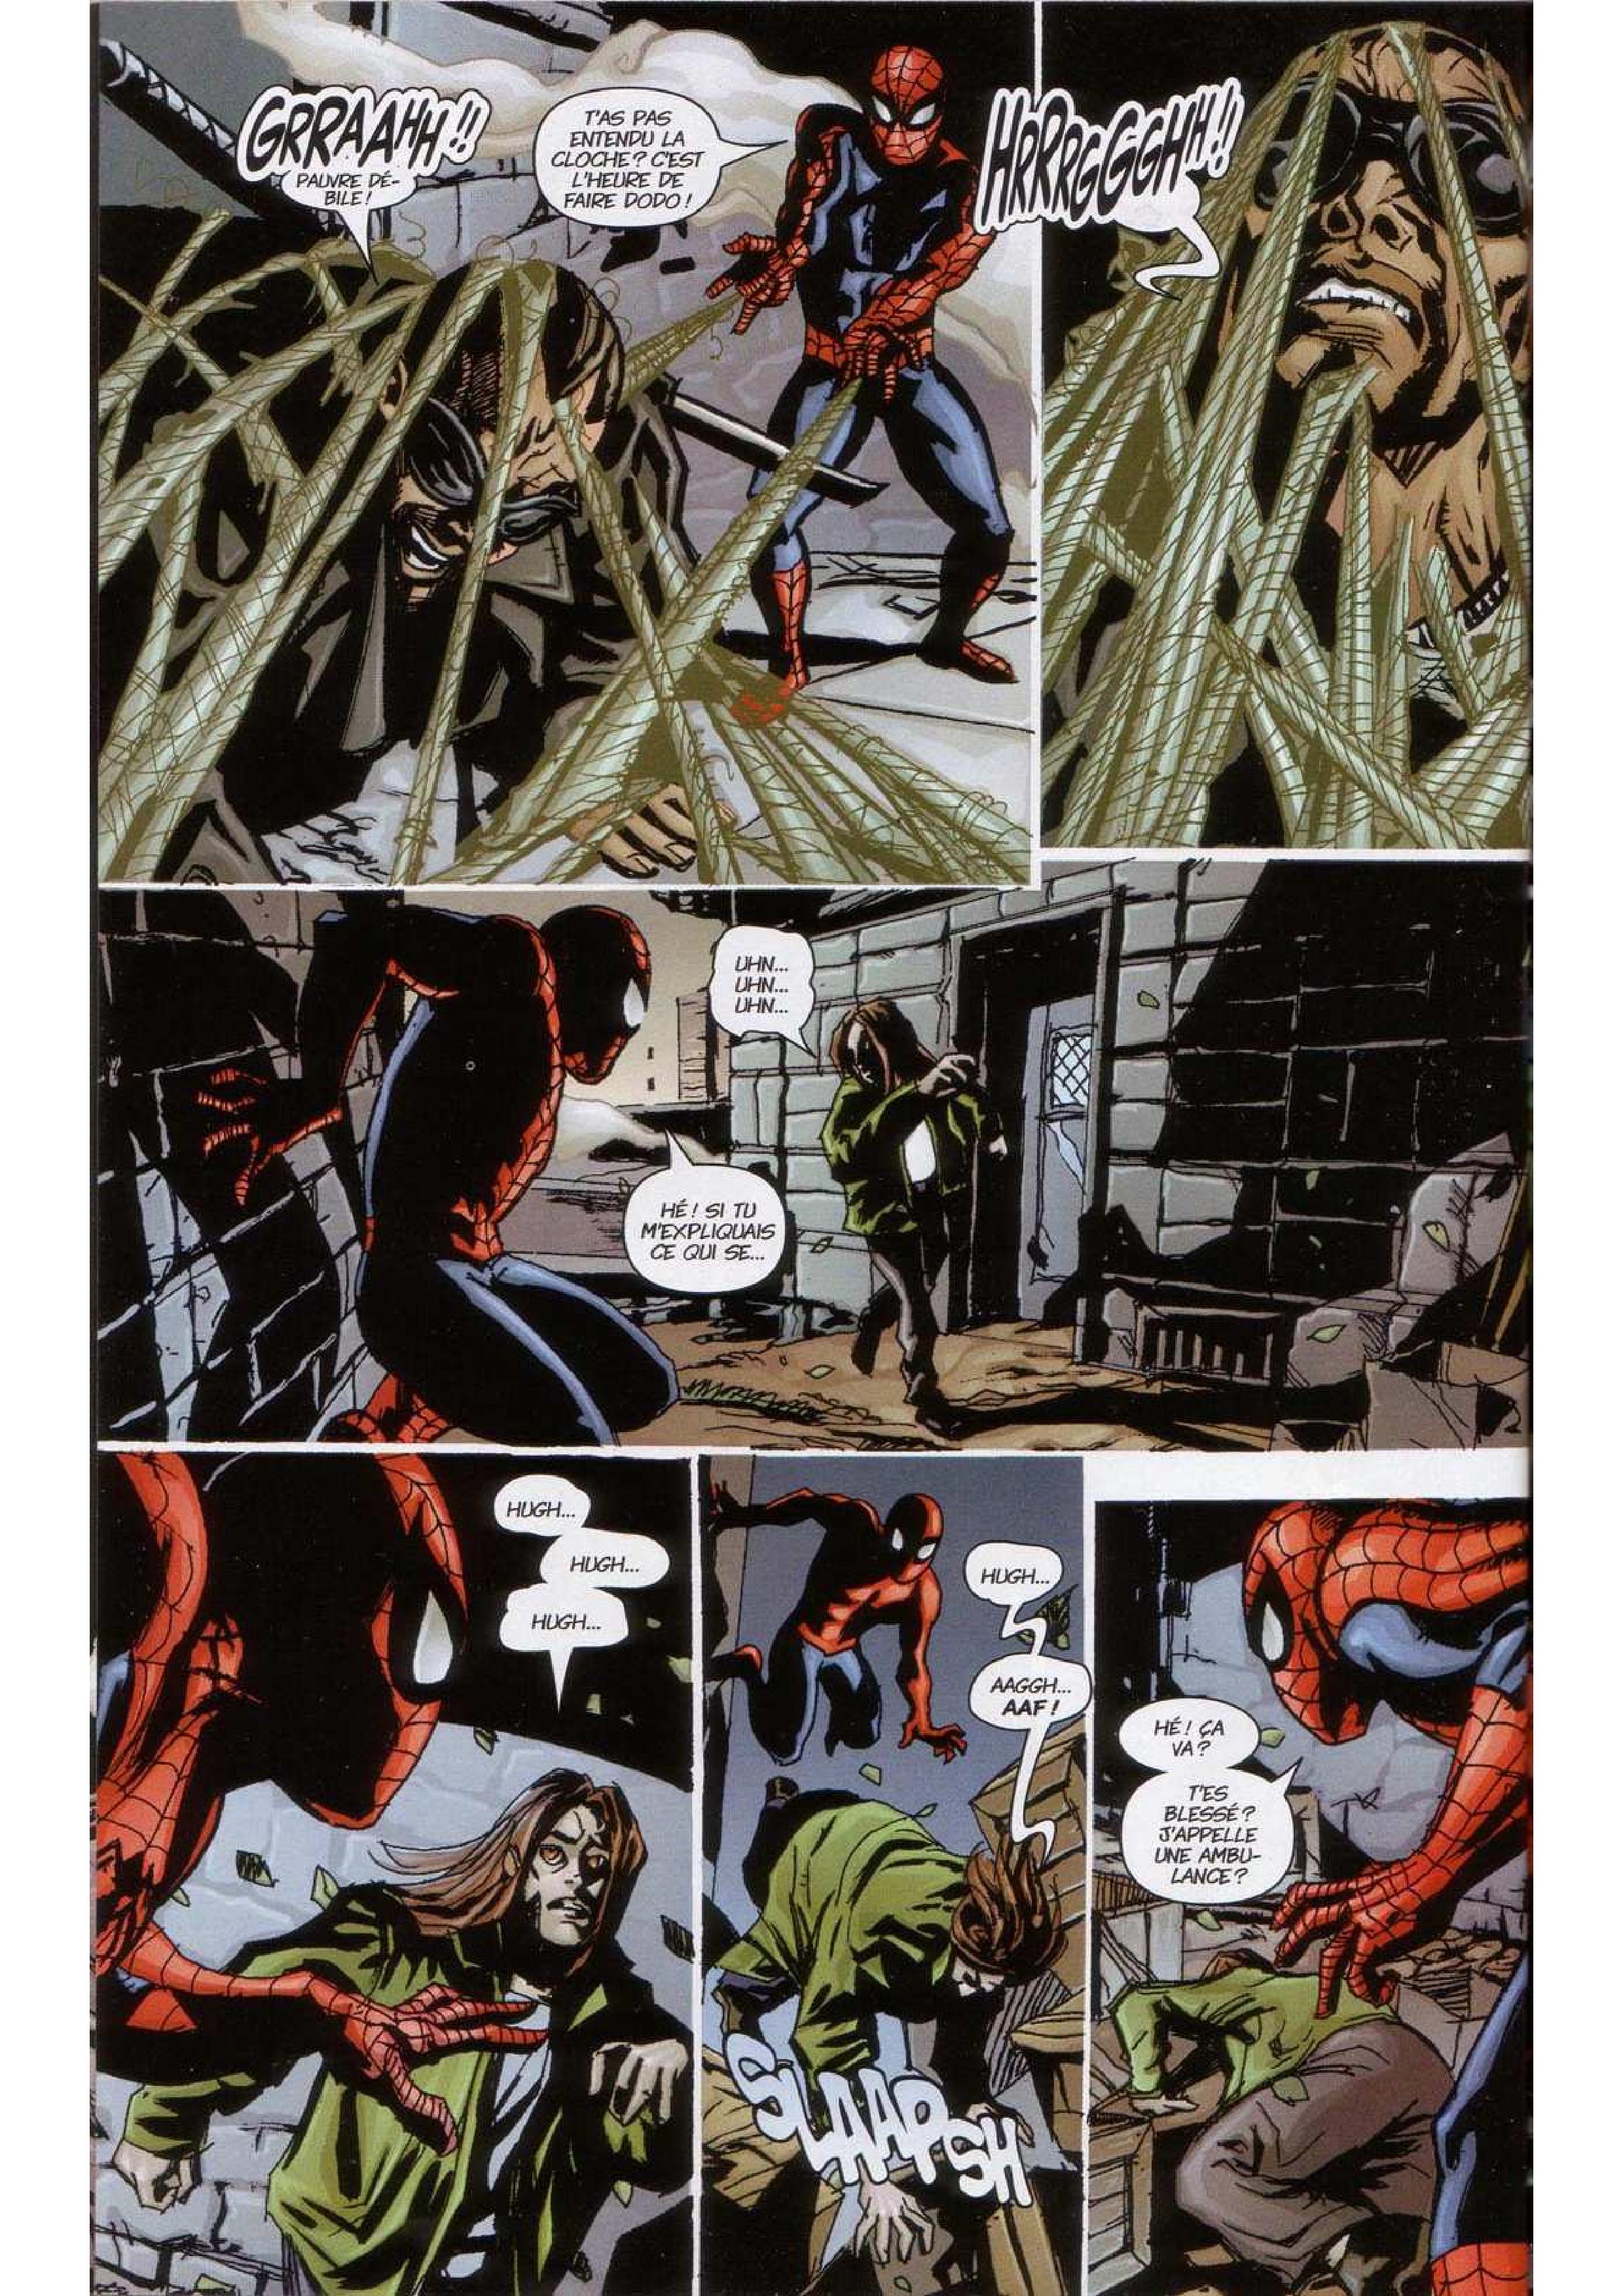 GRRAAHH!!
PAUVRE DÉ-
BILE!
T'AS PAS
ENTENDU LA
CLOCHE? C'EST
L'HEURE DE
FAIRE DODO!
HRRRGGGHH!!
UHN...
UHN...
UHN...
HÉ! SI TU
M'EXPLIQUAIS
CE QUI SE...
HUGH...
HUGH...
HUGH...
HUGH...
AAGGH...
AAF!
SLAAPSH
HÉ! ÇA
VA?
T'ES
BLESSÉ?
J'APPELLE
UNE AMBU-
LANCE?